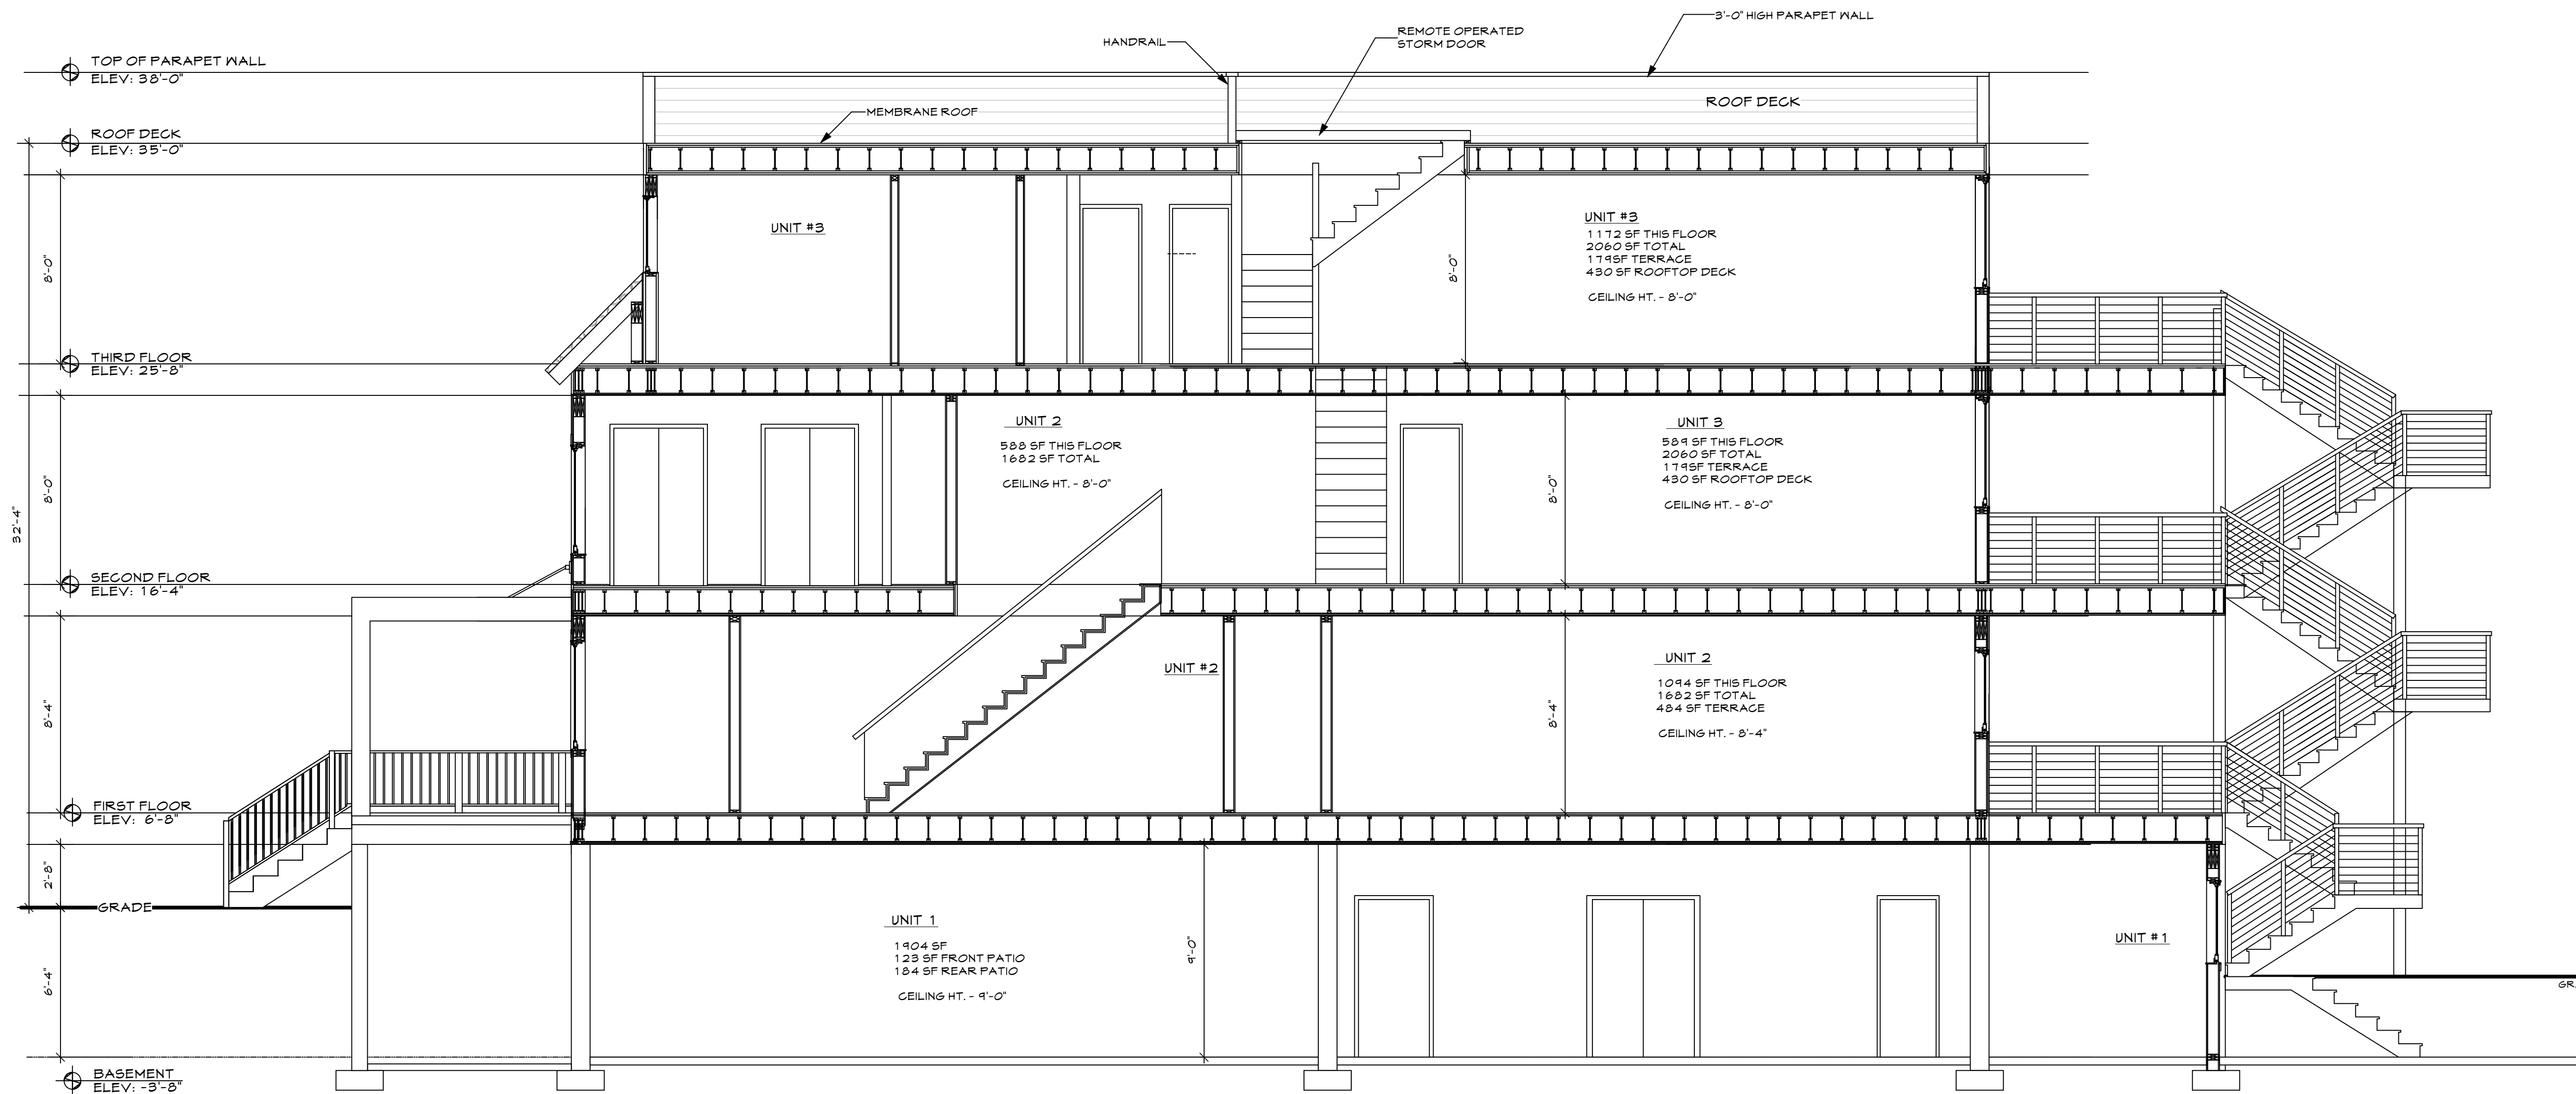 3'-0" HIGH PARAPET WALL
REMOTE OPERATED
STORM DOOR
HANDRAIL
TOP OF PARAPET WALL
ELEV: 38'-0"
ROOF DECK
MEMBRANE ROOF
ROOF DECK
ELEV: 35'-0"
UNIT #3
UNIT #3
1172 SF THIS FLOOR
2060 SF TOTAL
179SF TERRACE
430 SF ROOFTOP DECK
CEILING HT. - 8'-0"
8'-0"
8'-0"
THIRD FLOOR
ELEV: 25'-8"
UNIT 2
588 SF THIS FLOOR
1682 SF TOTAL
CEILING HT. - 8'-0"
UNIT 3
589 SF THIS FLOOR
2060 SF TOTAL
179SF TERRACE
430 SF ROOFTOP DECK
CEILING HT. - 8'-0"
8'-0"
8'-0"
32'-4"
SECOND FLOOR
ELEV: 16'-4"
UNIT #2
UNIT 2
1094 SF THIS FLOOR
1682 SF TOTAL
484 SF TERRACE
CEILING HT. - 8'-4"
8'-4"
8'-4"
FIRST FLOOR
ELEV: 6'-8"
2'-8"
GRADE
UNIT 1
1904 SF
123 SF FRONT PATIO
184 SF REAR PATIO
CEILING HT. - 9'-0"
9'-0"
UNIT #1
6'-4"
GR
BASEMENT
ELEV: -3'-8"